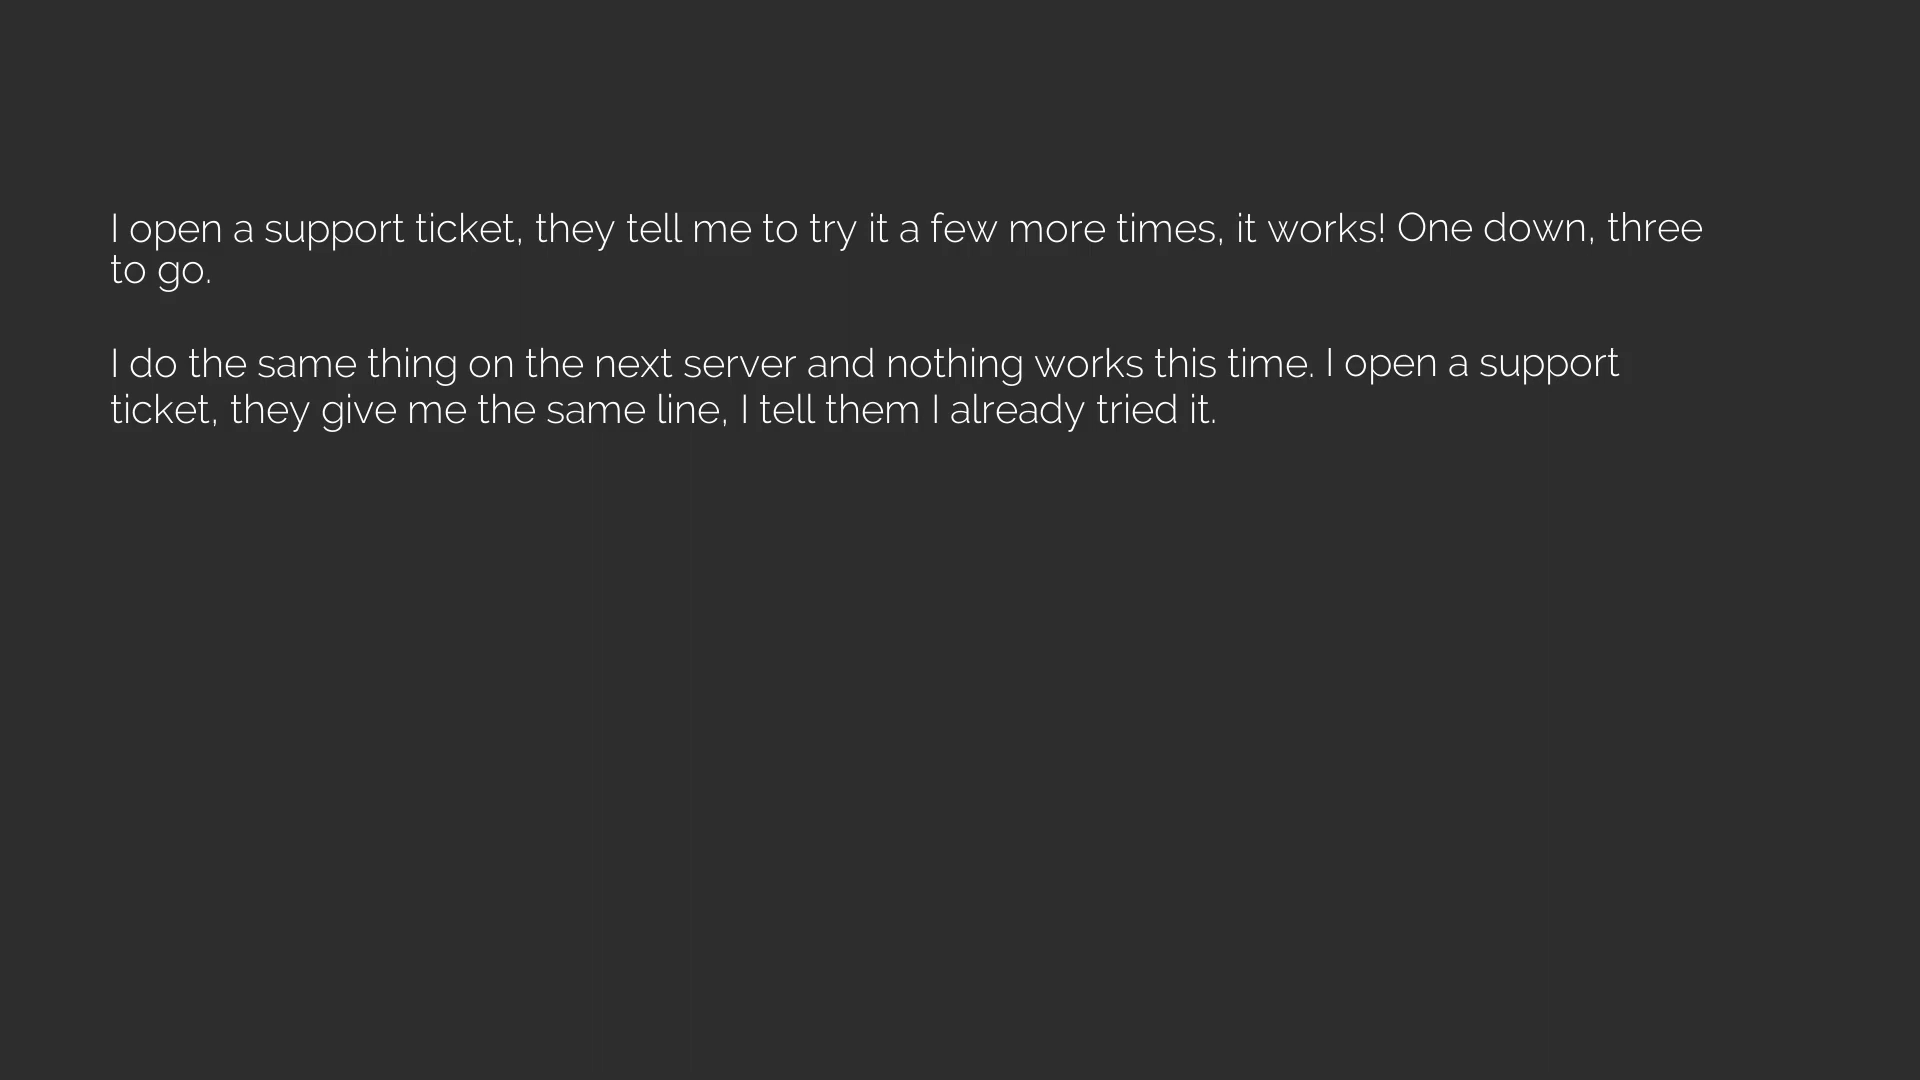 I open a support ticket, they tell me to try it a few more times, it works! One down, three
to go.
I do the same thing on the next server and nothing works this time. I open a support
ticket, they give me the same line, I tell them I already tried it.